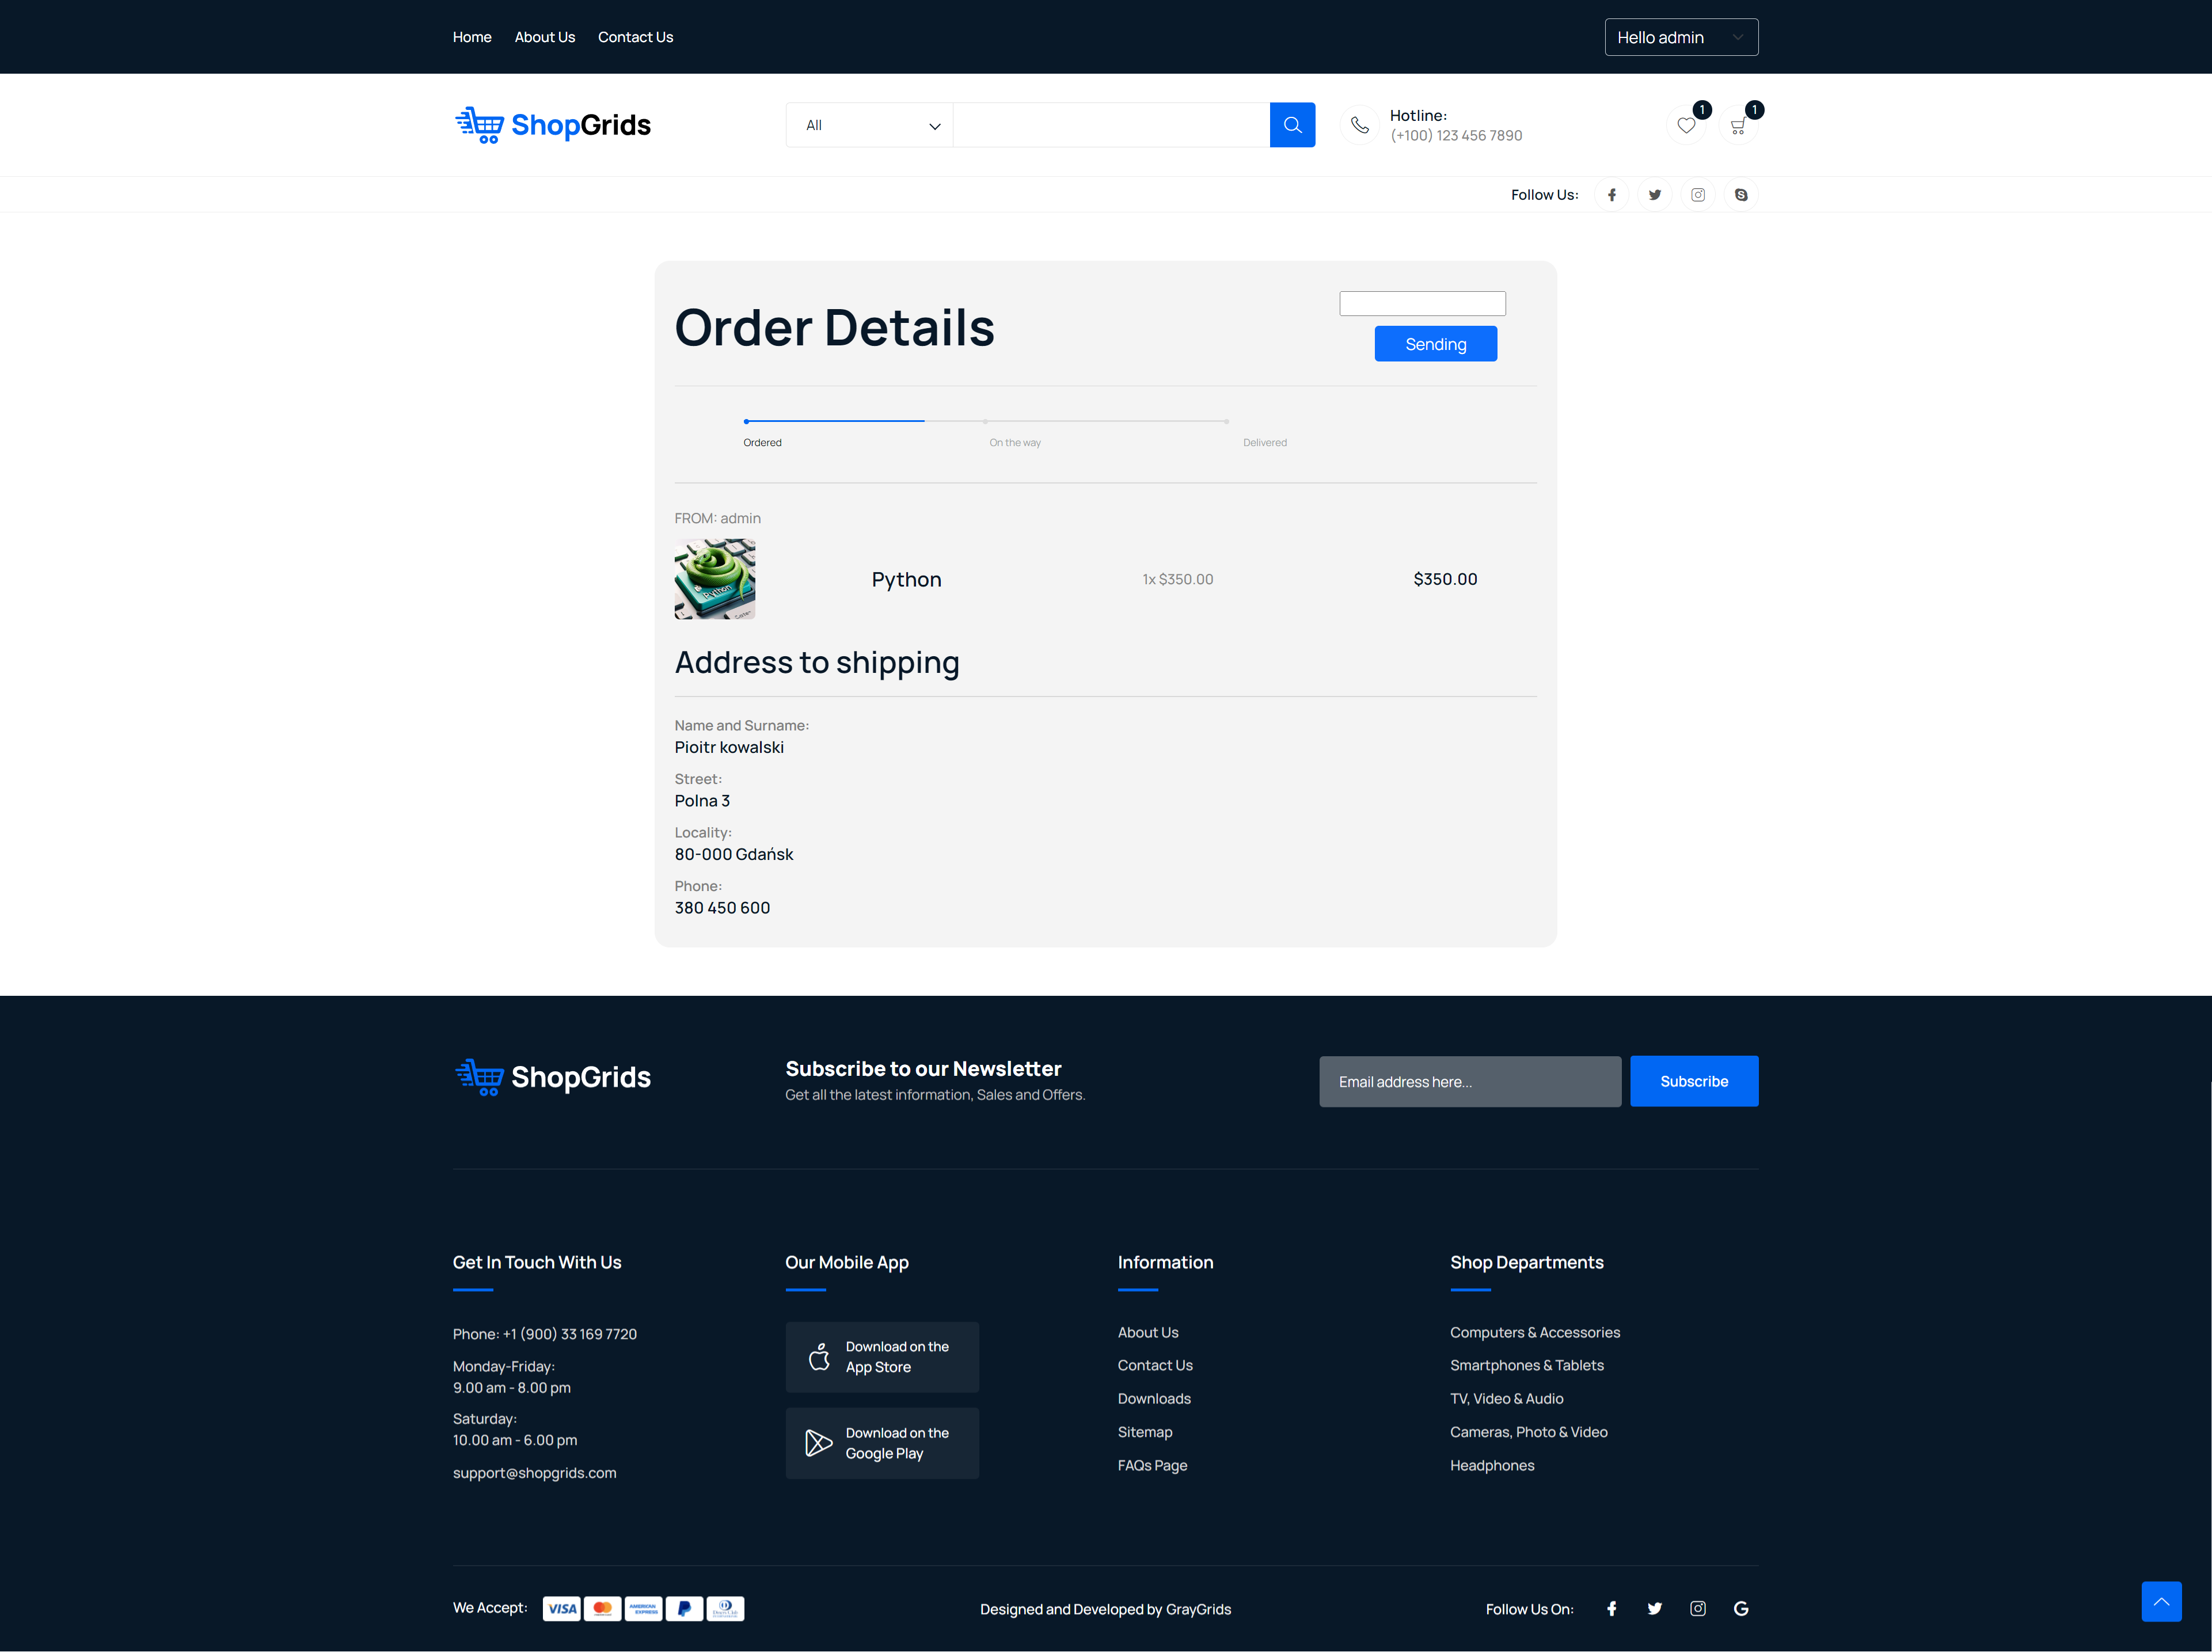 Home About Us Contact Us Hello admin
ShopGrids All Hotline:
(+100) 123 456 7890
1 1
Follow Us:
Order Details
Sending
Ordered On the way Delivered
FROM: admin
Python
Python 1x $350.00 $350.00
Address to shipping
Name and Surname:
Pioitr kowalski
Street:
Polna 3
Locality:
80-000 Gdańsk
Phone:
380 450 600
ShopGrids
Subscribe to our Newsletter
Get all the latest information, Sales and Offers.
Email address here... Subscribe
Get In Touch With Us
Phone: +1 (900) 33 169 7720
Monday-Friday:
9.00 am - 8.00 pm
Saturday:
10.00 am - 6.00 pm
support@shopgrids.com
Our Mobile App
Download on the
App Store
Download on the
Google Play
Information
About Us
Contact Us
Downloads
Sitemap
FAQs Page
Shop Departments
Computers & Accessories
Smartphones & Tablets
TV, Video & Audio
Cameras, Photo & Video
Headphones
We Accept: VISA AMERICAN EXPRESS
Designed and Developed by GrayGrids
Follow Us On: